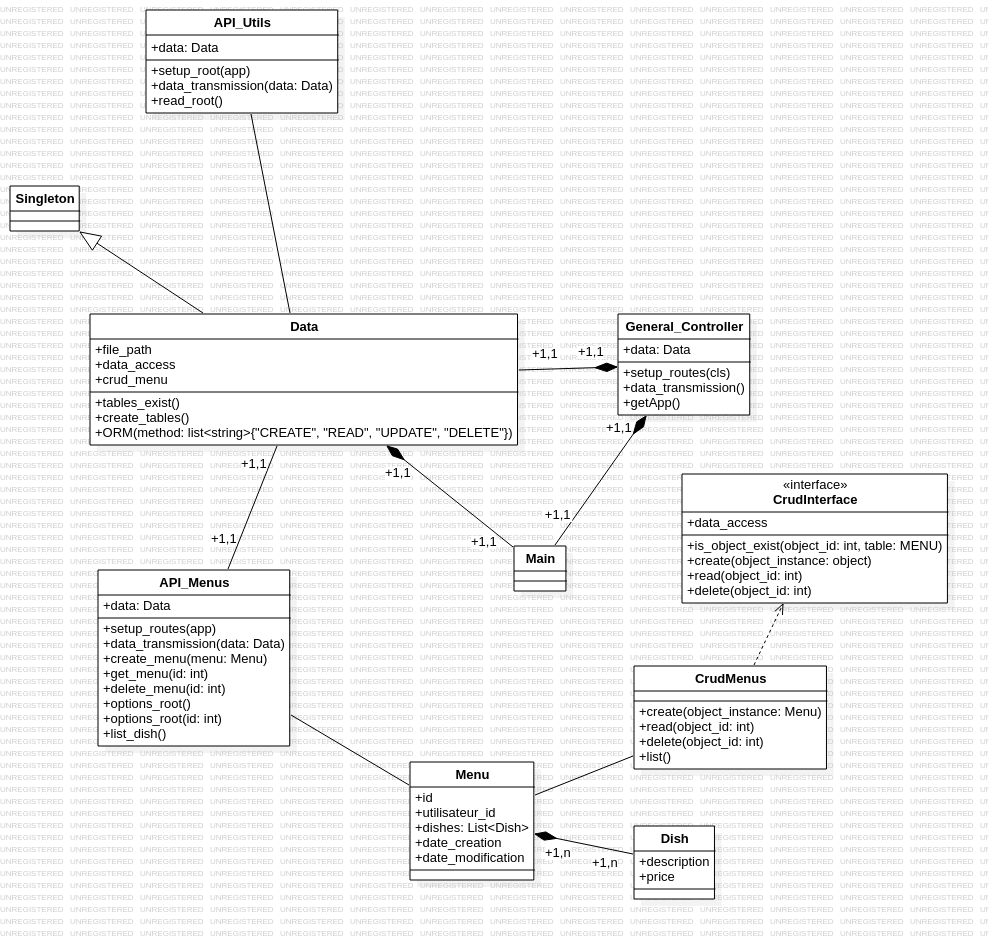 API_Utils
+data: Data
+setup_root(app)
+data_transmission(data: Data)
+read_root()
Singleton
Data
+file_path
+data_access
+crud_menu
+tables_exist()
+create_tables()
+ORM(method: list<string>{"CREATE", "READ", "UPDATE", "DELETE"})
+1,1
+1,1
General_Controller
+data: Data
+setup_routes(cls)
+data_transmission()
+getApp()
+1,1
+1,1
+1,1
+1,1
+1,1
+1,1
Main
«interface»
CrudInterface
+data_access
+is_object_exist(object_id: int, table: MENU)
+create(object_instance: object)
+read(object_id: int)
+delete(object_id: int)
API_Menus
+data: Data
+setup_routes(app)
+data_transmission(data: Data)
+create_menu(menu: Menu)
+get_menu(id: int)
+delete_menu(id: int)
+options_root()
+options_root(id: int)
+list_dish()
CrudMenus
+create(object_instance: Menu)
+read(object_id: int)
+delete(object_id: int)
+list()
Menu
+id
+utilisateur_id
+dishes: List<Dish>
+date_creation
+date_modification
+1,n
+1,n
Dish
+description
+price
UNREGISTERED